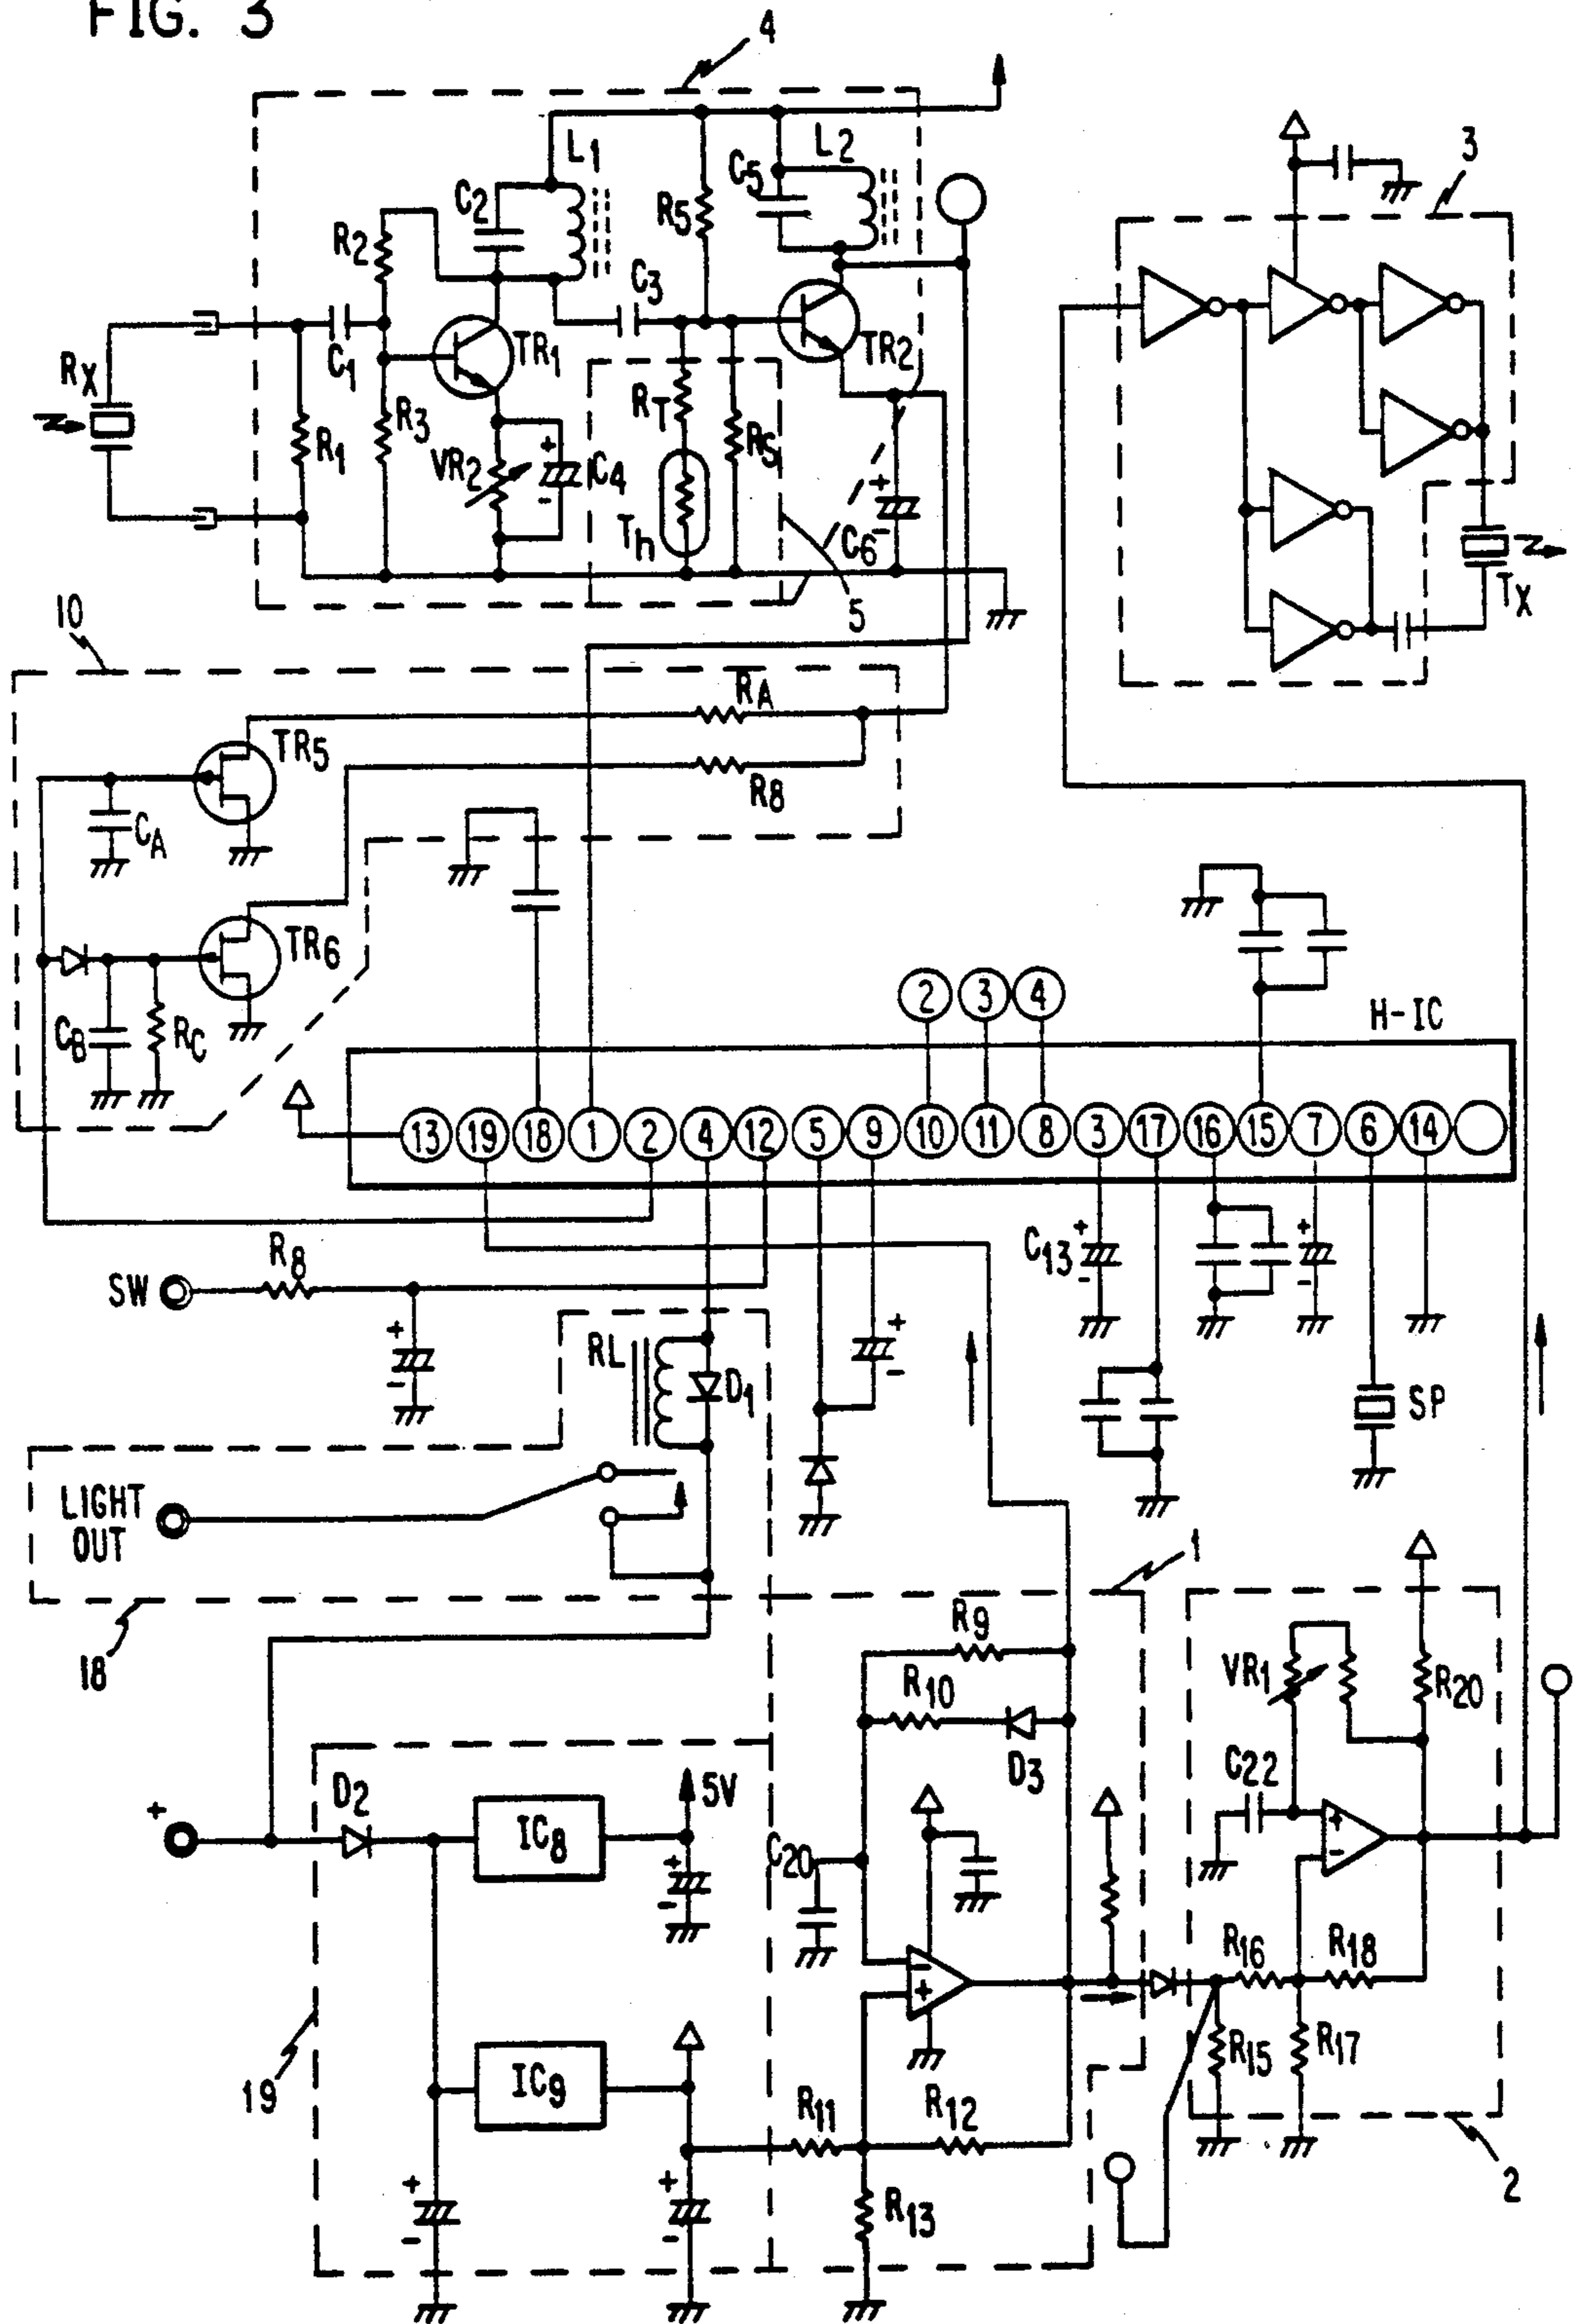 FIG. 3
4
L1
L2
C2
C5
R5
3
R2
C3
C1
TR1
TR2
RX
RT
R1
R3
RS
VR2
+
C4
-
+
Th
C6
-
TX
5
10
RA
TR5
R8
CA
TR6
CB
RC
2 3 4
H-IC
13 19 18 1 2 4 12 5 9 10 11 8 3 17 16 15 7 6 14
C13
+
-
+
-
R8
SW
+
-
RL
D1
+
-
SP
LIGHT
OUT
1
18
R9
R10
VR1
R20
D3
C22
D2
5V
+
IC8
C20
+
-
+
-
R16
R18
-
+
R15
R17
19
IC9
R11
R12
2
+
-
+
-
R13